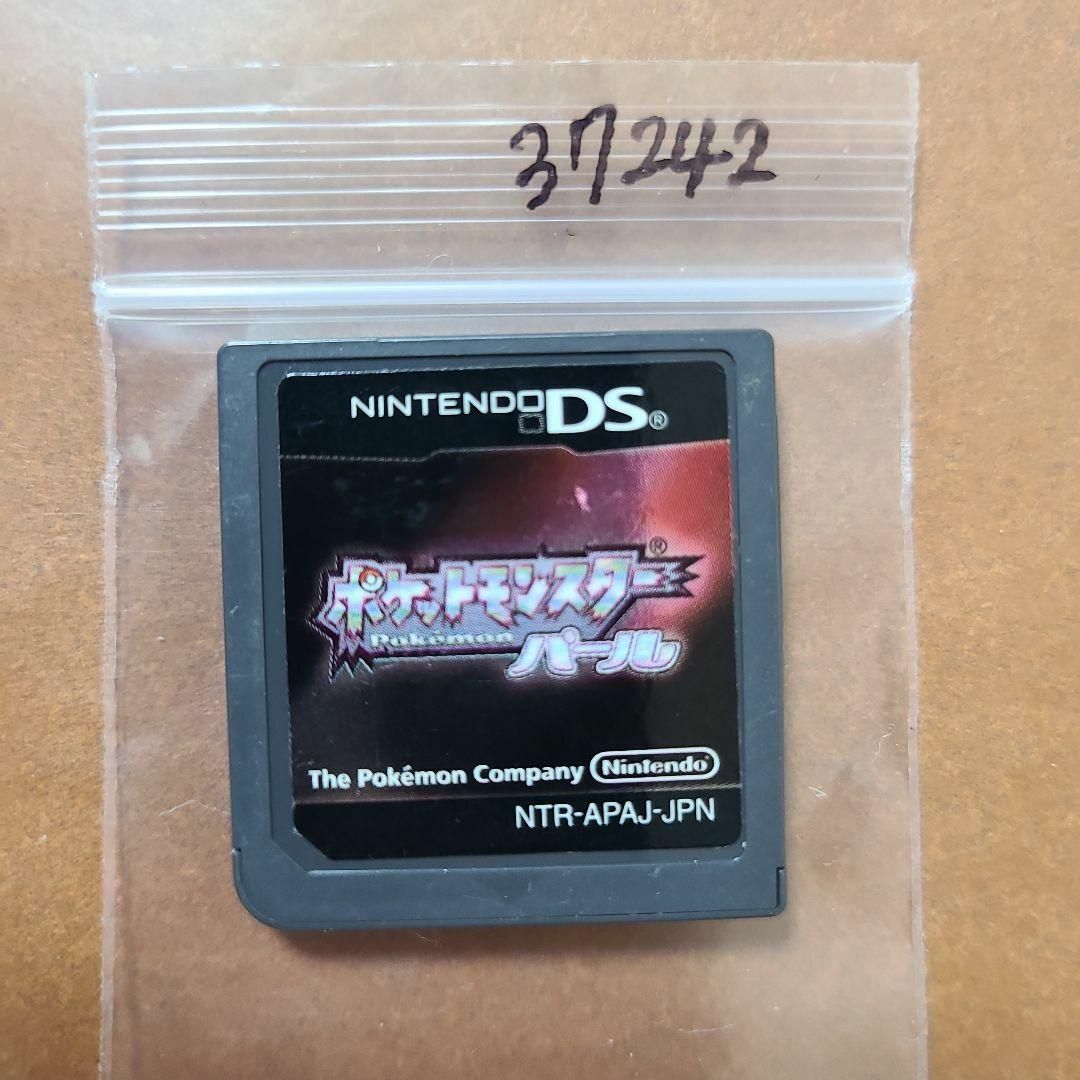 37242
NINTENDO DS®
ポケットモンスター®
Pokémon
パール
The Pokémon Company Nintendo®
NTR-APAJ-JPN